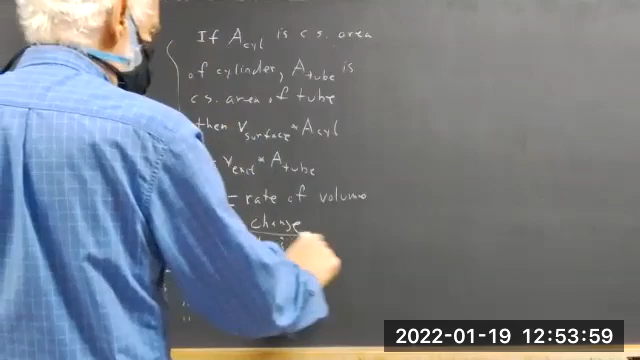 If A_cyl is c.s. area
of cylinder, A_tube is
c.s. area of tube
then v_surface * A_cyl
v_exit * A_tube
= rate of volume
change
2022-01-19 12:53:59